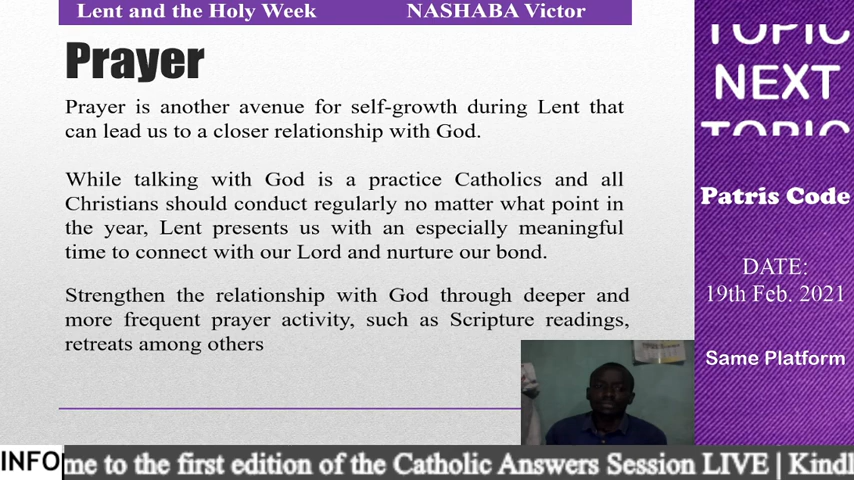 Lent and the Holy Week NASHABA Victor
Prayer
Prayer is another avenue for self-growth during Lent that
can lead us to a closer relationship with God.
While talking with God is a practice Catholics and all
Christians should conduct regularly no matter what point in
the year, Lent presents us with an especially meaningful
time to connect with our Lord and nurture our bond.
Strengthen the relationship with God through deeper and
more frequent prayer activity, such as Scripture readings,
retreats among others
TOPIC
NEXT
TOPIC
Patris Code
DATE:
19th Feb, 2021
Same Platform
INFO me to the first edition of the Catholic Answers Session LIVE | Kindl